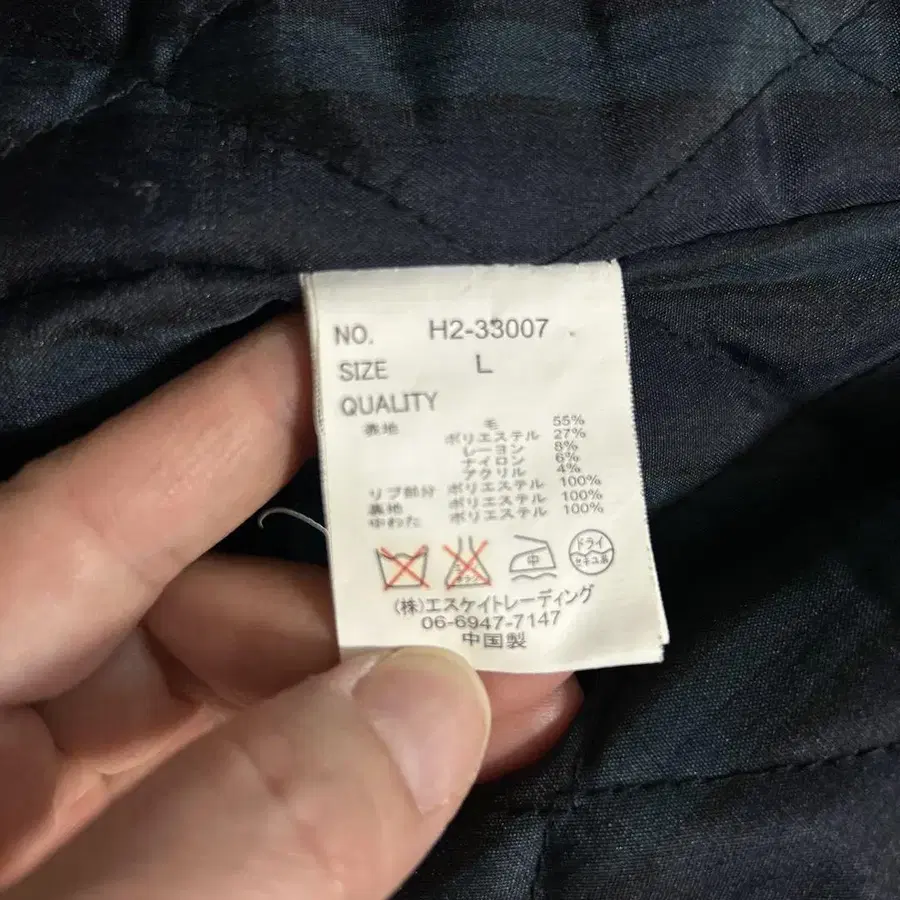 NO. H2-33007
SIZE L
QUALITY
表地 毛 55%
ポリエステル 27%
レーヨン 8%
ナイロン 6%
アクリル 4%
リブ部分 ポリエステル 100%
裏地 ポリエステル 100%
中わた ポリエステル 100%
中 ドライ
セキユ系
(株)エスケイトレーディング
06-6947-7147
中国製